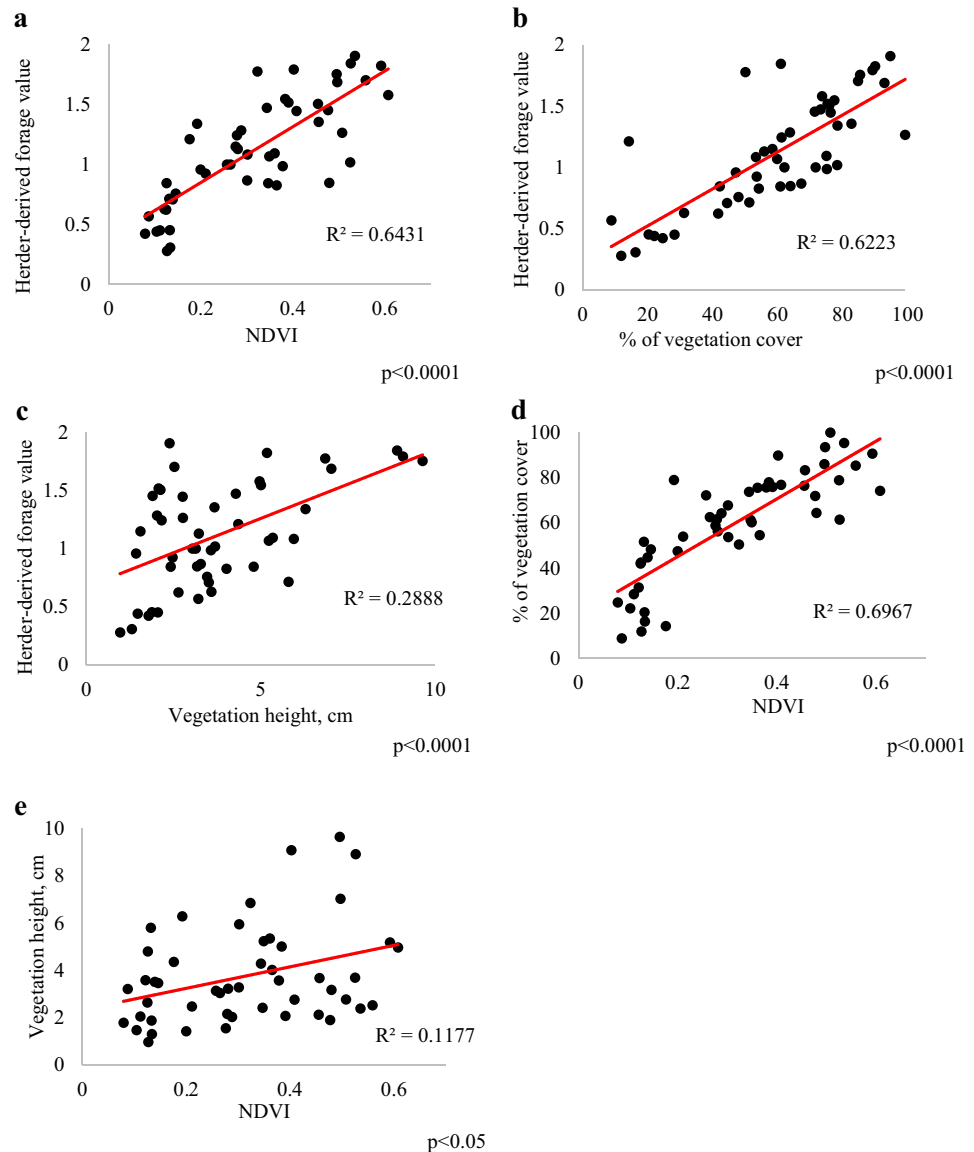 a
Herder-derived forage value
2
1.5
1
0.5
0
0 0.2 0.4 0.6
NDVI
R² = 0.6431
p<0.0001
b
Herder-derived forage value
2
1.5
1
0.5
0
0 20 40 60 80 100
% of vegetation cover
R² = 0.6223
p<0.0001
c
Herder-derived forage value
2
1.5
1
0.5
0
0 5 10
Vegetation height, cm
R² = 0.2888
p<0.0001
d
% of vegetation cover
100
80
60
40
20
0
0 0.2 0.4 0.6
NDVI
R² = 0.6967
p<0.0001
e
Vegetation height, cm
10
8
6
4
2
0
0 0.2 0.4 0.6
NDVI
R² = 0.1177
p<0.05